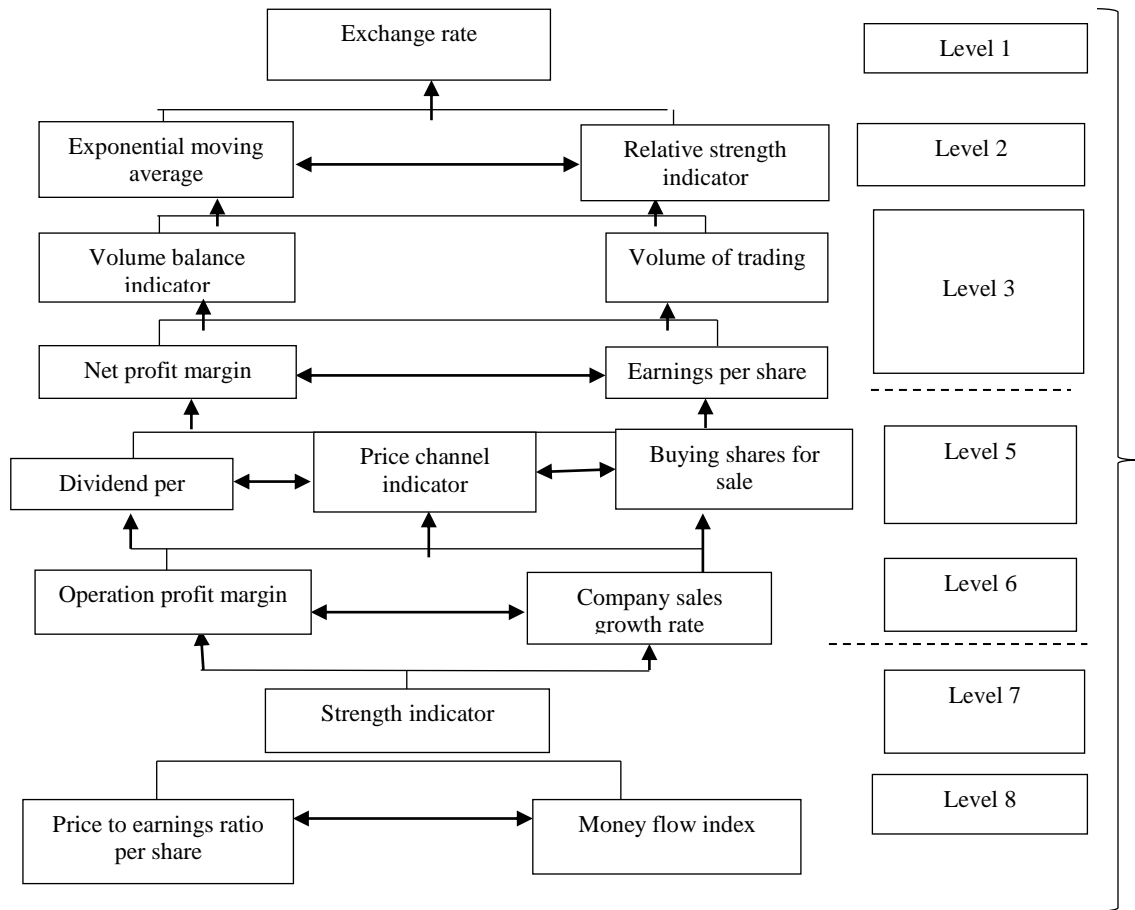 Exchange rate
Level 1
Exponential moving
average
Relative strength
indicator
Level 2
Volume balance
indicator
Volume of trading
Level 3
Net profit margin
Earnings per share
Dividend per
Price channel
indicator
Buying shares for
sale
Level 5
Operation profit margin
Company sales
growth rate
Level 6
Strength indicator
Level 7
Price to earnings ratio
per share
Money flow index
Level 8